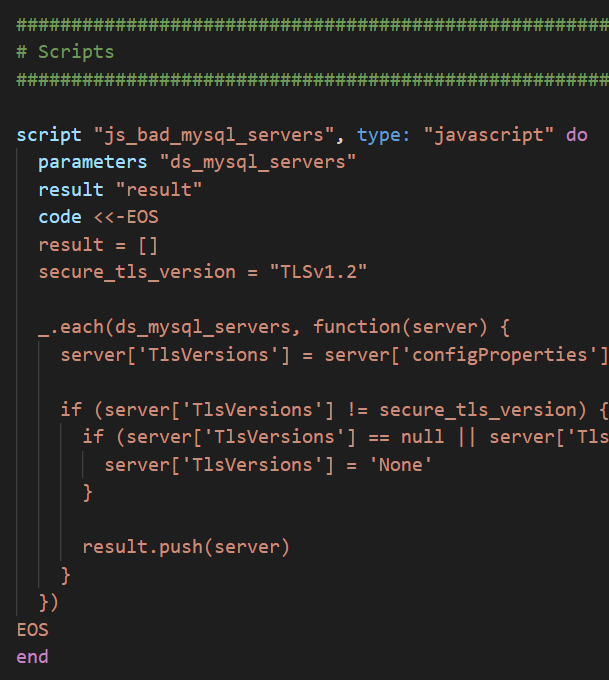 ############################################################
# Scripts
############################################################
script "js_bad_mysql_servers", type: "javascript" do
parameters "ds_mysql_servers"
result "result"
code <<-EOS
result = []
secure_tls_version = "TLSv1.2"
_.each(ds_mysql_servers, function(server) {
server['TlsVersions'] = server['configProperties']
if (server['TlsVersions'] != secure_tls_version) {
if (server['TlsVersions'] == null || server['Tls
server['TlsVersions'] = 'None'
}
result.push(server)
}
})
EOS
end